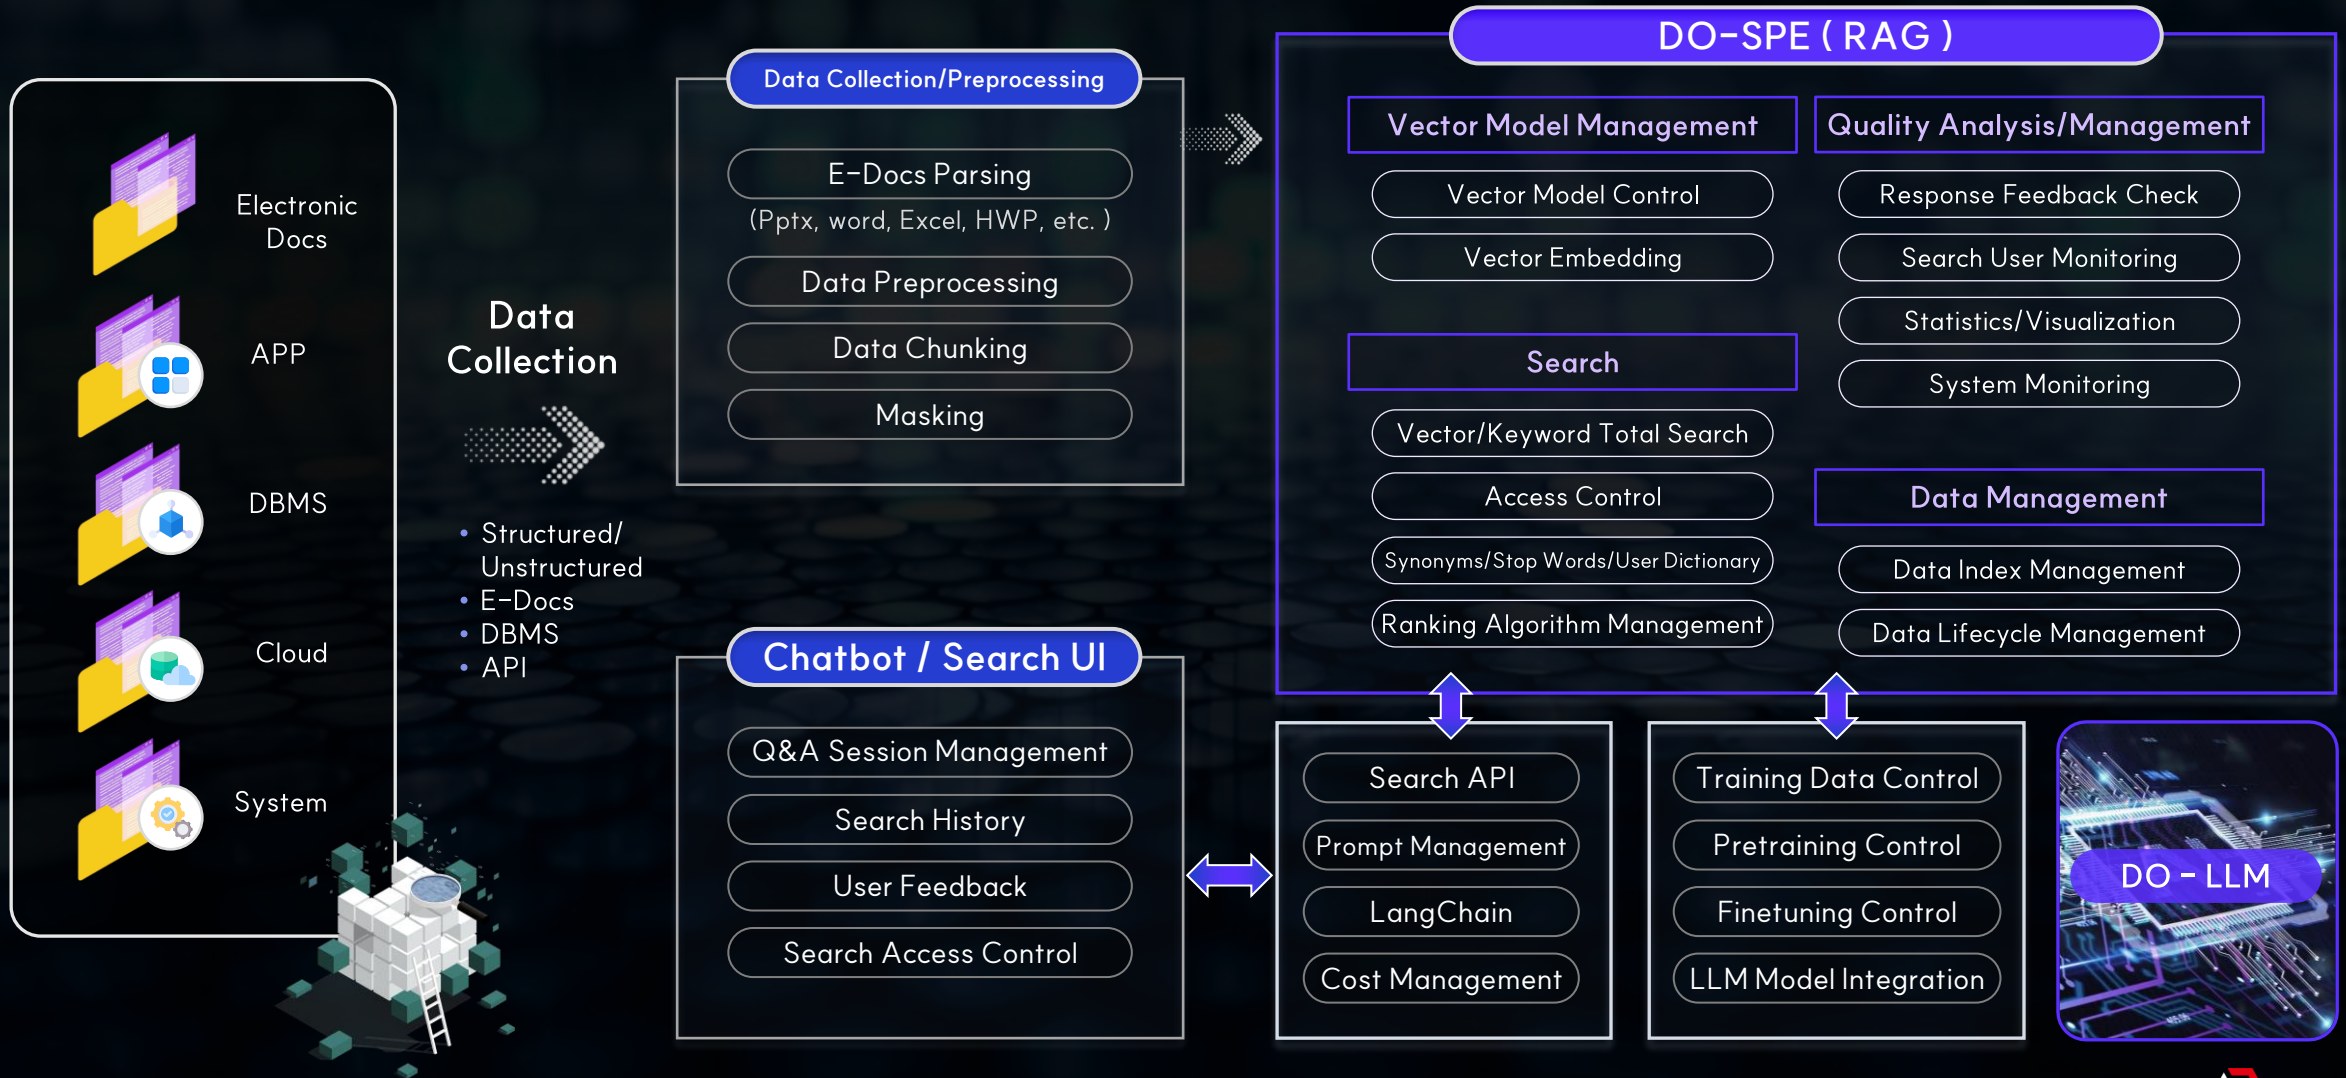 Electronic
Docs
APP
DBMS
Cloud
System
Data
Collection
• Structured/
Unstructured
• E-Docs
• DBMS
• API
Data Collection/Preprocessing
E-Docs Parsing
(Pptx, word, Excel, HWP, etc. )
Data Preprocessing
Data Chunking
Masking
Chatbot / Search UI
Q&A Session Management
Search History
User Feedback
Search Access Control
DO-SPE ( RAG )
Vector Model Management
Vector Model Control
Vector Embedding
Search
Vector/Keyword Total Search
Access Control
Synonyms/Stop Words/User Dictionary
Ranking Algorithm Management
Quality Analysis/Management
Response Feedback Check
Search User Monitoring
Statistics/Visualization
System Monitoring
Data Management
Data Index Management
Data Lifecycle Management
Search API
Prompt Management
LangChain
Cost Management
Training Data Control
Pretraining Control
Finetuning Control
LLM Model Integration
DO - LLM